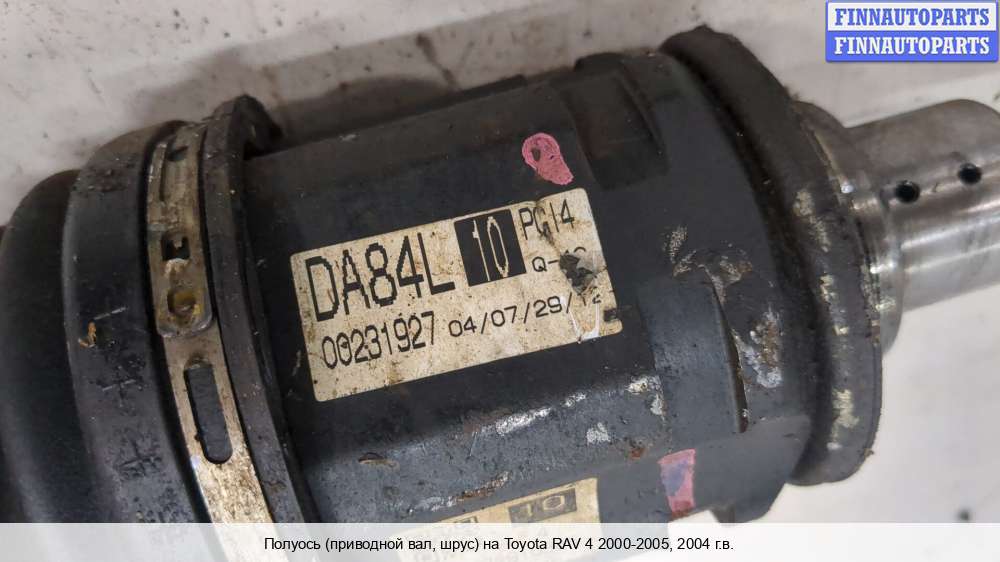 FINNAUTOPARTS
FINNAUTOPARTS
DA84L 10 PG14
00231927 04/07/29/
10
Полуось (приводной вал, шрус) на Toyota RAV 4 2000-2005, 2004 г.в.